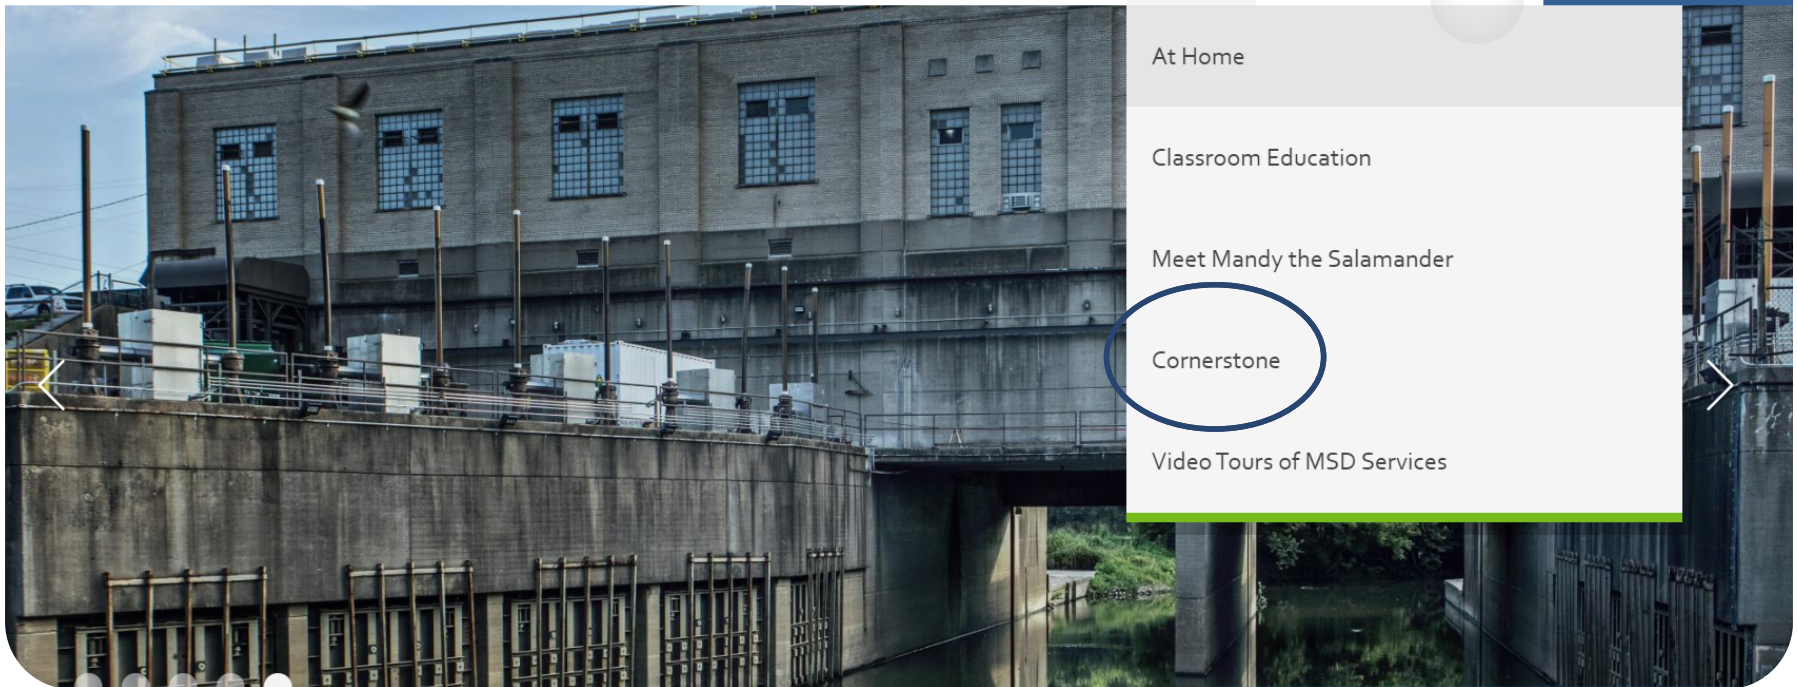 At Home
Classroom Education
Meet Mandy the Salamander
Cornerstone
Video Tours of MSD Services